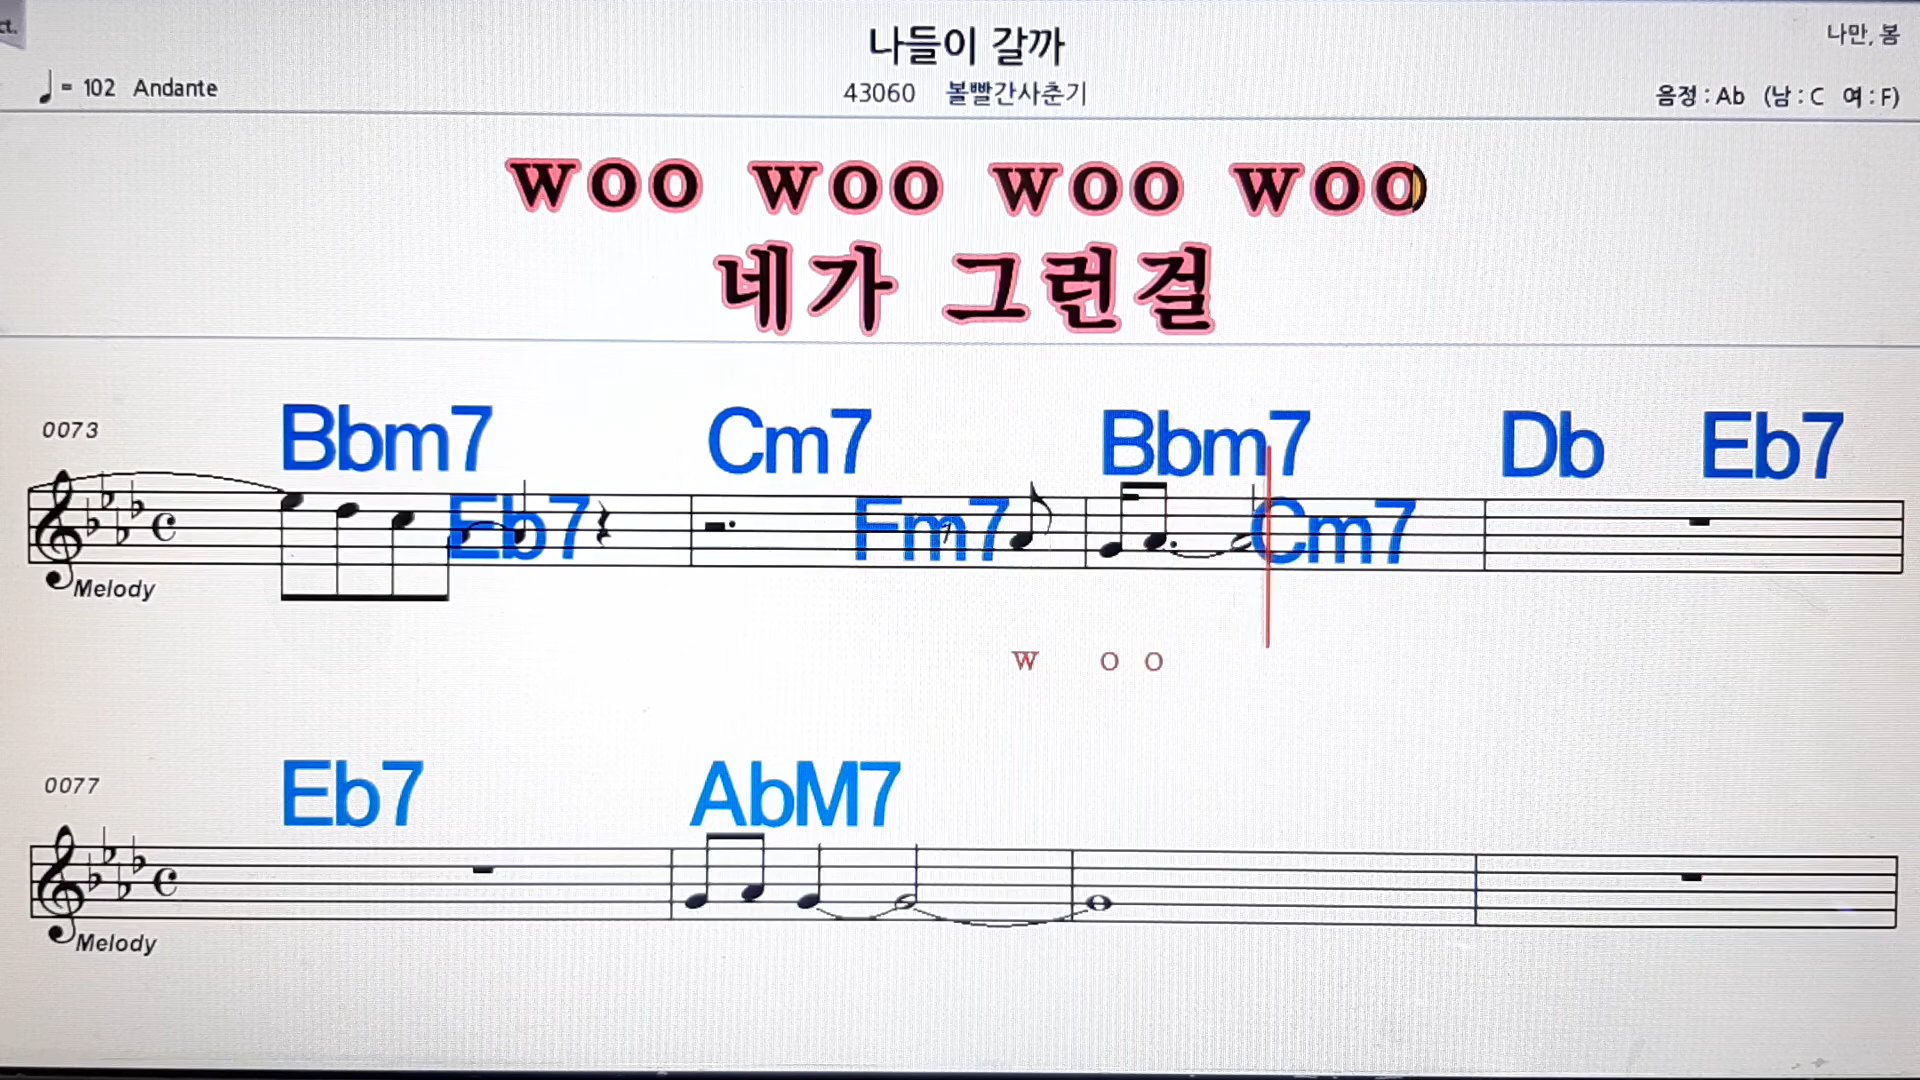 ct.
나들이 갈까
나만, 봄
♩= 102 Andante
43060 볼빨간사춘기
음정 : Ab (남 : C 여 : F)
woo woo woo woo
네가 그런걸
0073
Bbm7 Cm7 Bbm7 Db Eb7
Eb7 Fm7 Cm7
Melody
w o o
0077
Eb7 AbM7
Melody